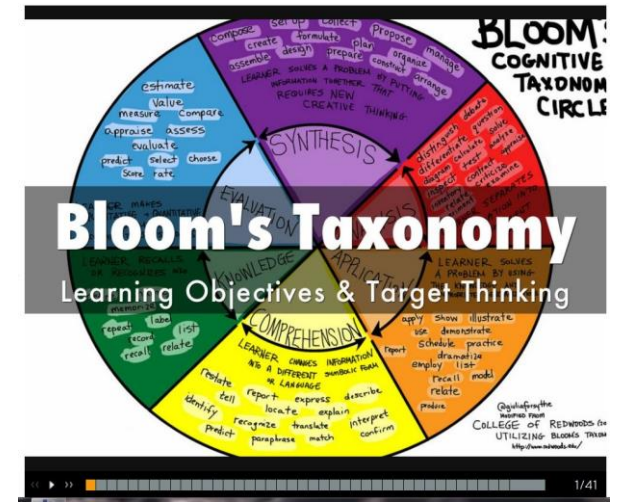 BLOOM'S
COGNITIVE
TAXONOM
CIRCLE
compose set up collect propose
create formulate plan organize manage
assemble design prepare construct arrange
LEARNER SOLVES A PROBLEM BY PUTTING
INFORMATION TOGETHER THAT
REQUIRES NEW
CREATIVE THINKING
SYNTHESIS
estimate
value
measure compare
appraise assess
evaluate
predict select choose
score rate
EVALUATION
distinguish debate
differentiate question
diagram calculate solve
inspect test analyze
contrast appraise
criticize
LEARNER SEPARATES
Bloom's Taxonomy
Learning Objectives & Target Thinking
LEARNER RECALLS
OR RECOGNIZES
KNOWLEDGE
memorize
repeat label
record list
recall relate
APPLICATION
LEARNER SOLVES
A PROBLEM BY USING
apply show illustrate
use demonstrate
report schedule practice
dramatize
employ list
recall model
relate
COMPREHENSION
LEARNER CHANGES INFORMATION
INTO A DIFFERENT SYMBOLIC FORM
OR LANGUAGE
restate
tell report express describe
identify locate explain
recognize translate interpret
predict paraphrase match confirm
@giuliaforsythe
MODIFIED FROM
COLLEGE OF REDWOODS
UTILIZING BLOOM'S TAXON
1/41